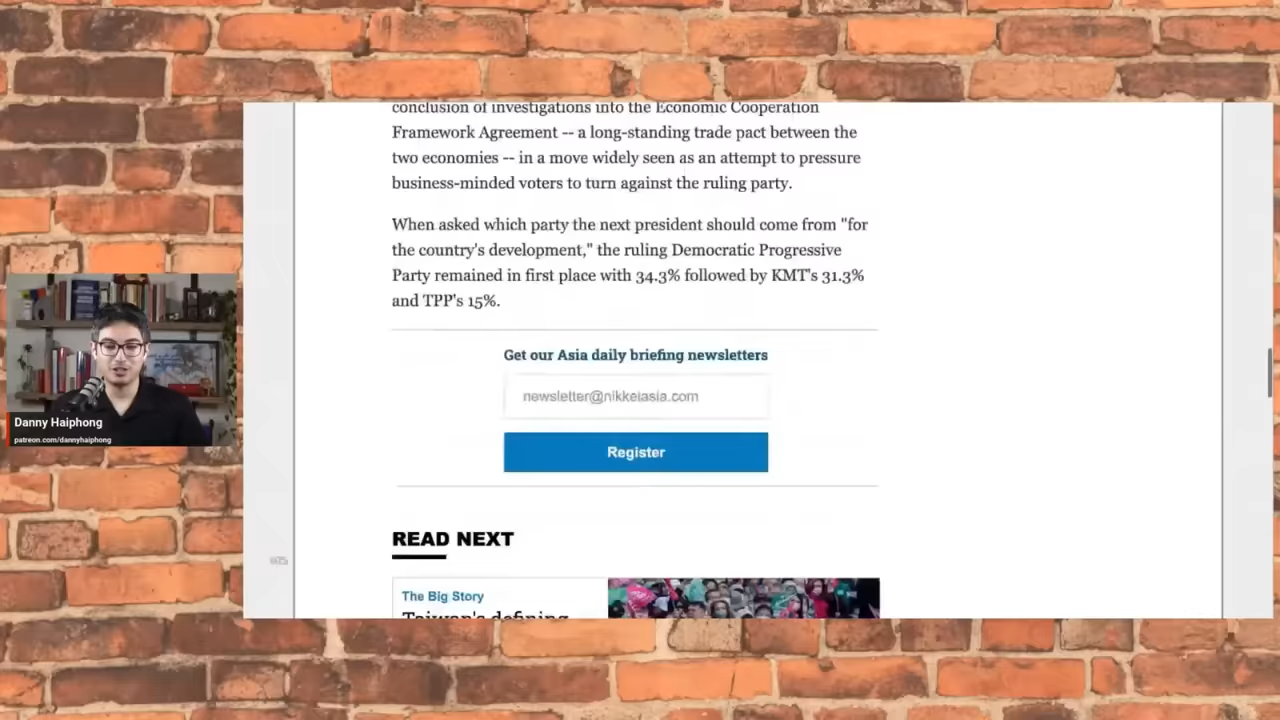 conclusion of investigations into the Economic Cooperation
Framework Agreement -- a long-standing trade pact between the
two economies -- in a move widely seen as an attempt to pressure
business-minded voters to turn against the ruling party.
When asked which party the next president should come from "for
the country's development," the ruling Democratic Progressive
Party remained in first place with 34.3% followed by KMT's 31.3%
and TPP's 15%.
Get our Asia daily briefing newsletters
newsletter@nikkeiasia.com
Register
READ NEXT
The Big Story
Taiwan's defining
Danny Haiphong
patreon.com/dannyhaiphong